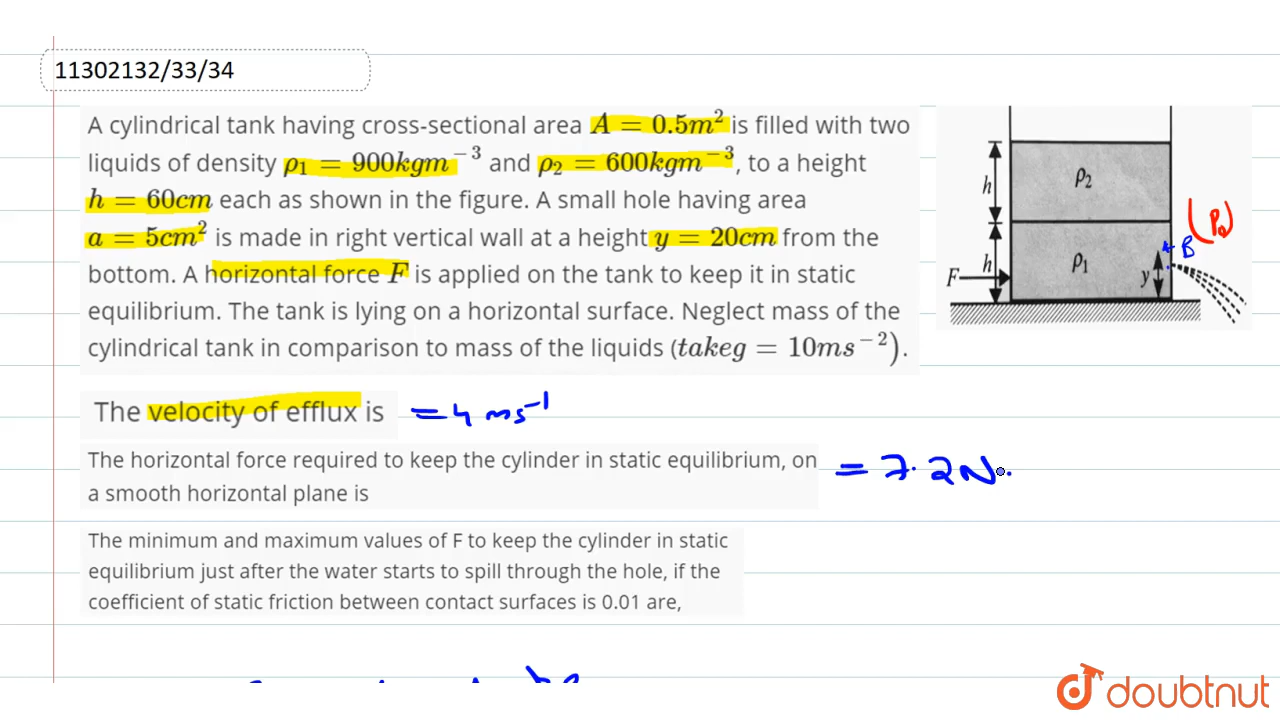 11302132/33/34
A cylindrical tank having cross-sectional area A = 0.5m² is filled with two
liquids of density ρ₁ = 900kgm⁻³ and ρ₂ = 600kgm⁻³, to a height
h = 60cm each as shown in the figure. A small hole having area
a = 5cm² is made in right vertical wall at a height y = 20cm from the
bottom. A horizontal force F is applied on the tank to keep it in static
equilibrium. The tank is lying on a horizontal surface. Neglect mass of the
cylindrical tank in comparison to mass of the liquids (takeg = 10ms⁻²).
h
ρ₂
B
h
ρ₁
F
y
The velocity of efflux is = 4 ms⁻¹
The horizontal force required to keep the cylinder in static equilibrium, on
a smooth horizontal plane is
= 7.2N.
The minimum and maximum values of F to keep the cylinder in static
equilibrium just after the water starts to spill through the hole, if the
coefficient of static friction between contact surfaces is 0.01 are,
doubtnut